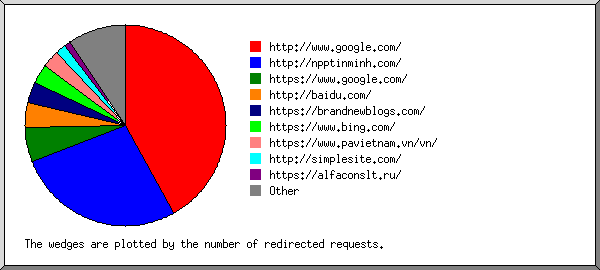 http://www.google.com/
http://npptinminh.com/
https://www.google.com/
http://baidu.com/
https://brandnewblogs.com/
https://www.bing.com/
https://www.pavietnam.vn/vn/
http://simplesite.com/
https://alfaconslt.ru/
Other
The wedges are plotted by the number of redirected requests.